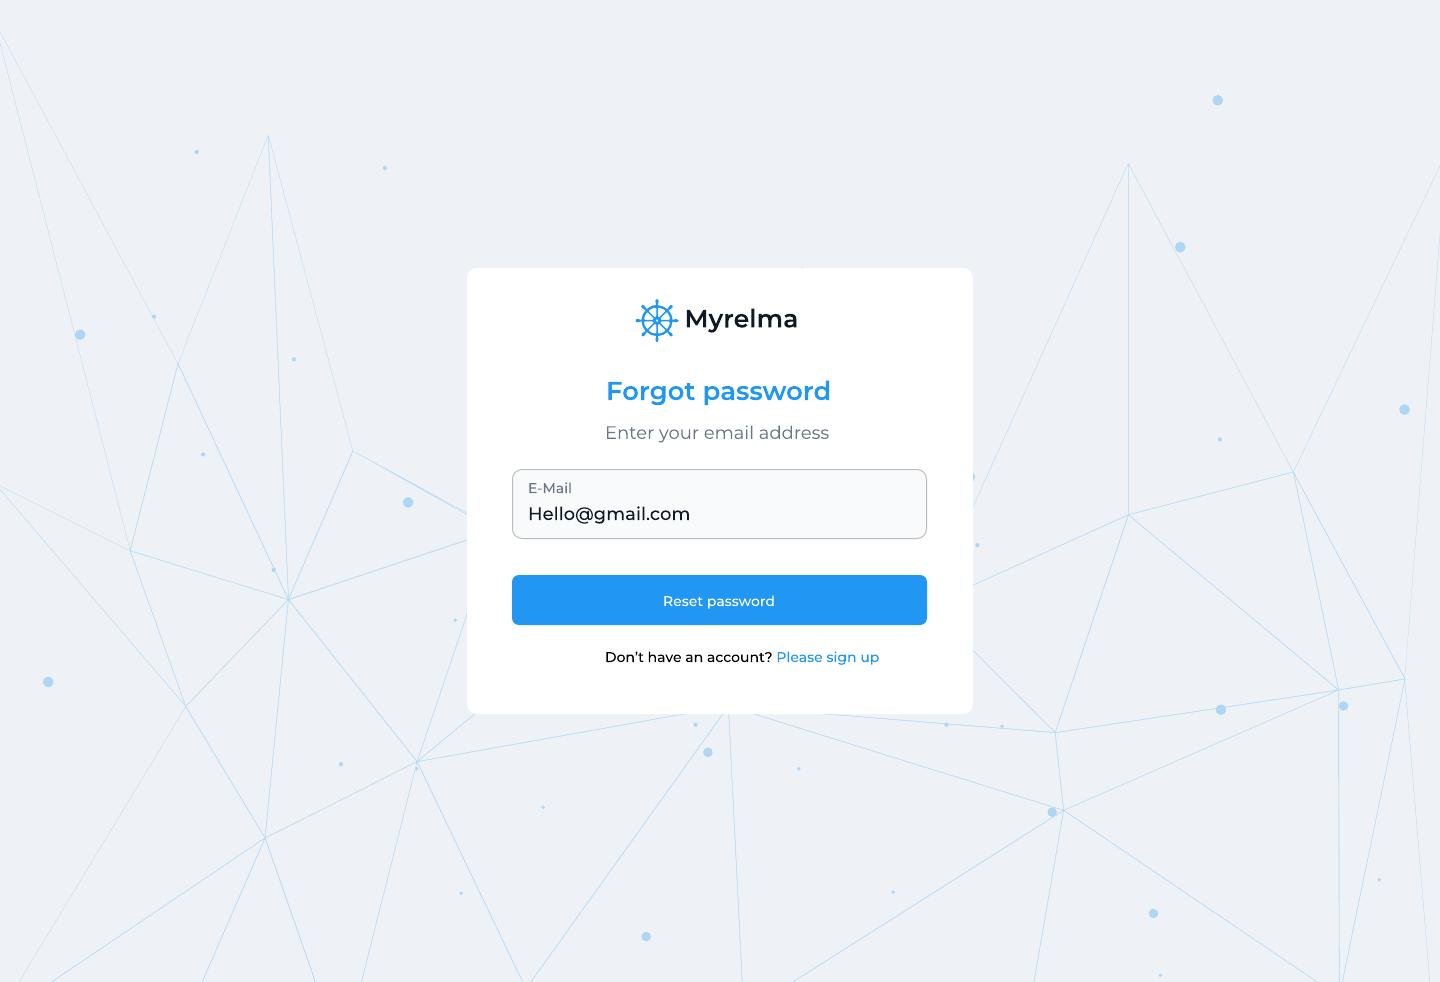 Myrelma
Forgot password
Enter your email address
E-Mail
Hello@gmail.com
Reset password
Don’t have an account? Please sign up